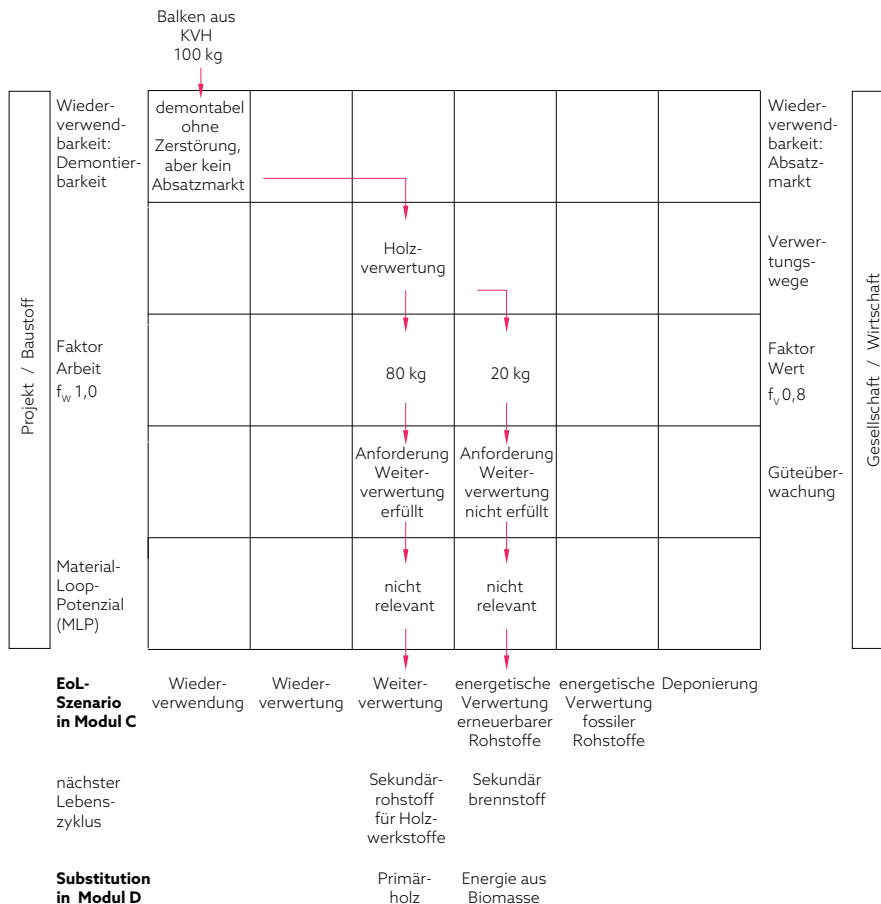 Balken aus
KVH
100 kg
Projekt / Baustoff
Wieder-
verwend-
barkeit:
Demontier-
barkeit
demontabel
ohne
Zerstörung,
aber kein
Absatzmarkt
Wieder-
verwend-
barkeit:
Absatz-
markt
Gesellschaft / Wirtschaft
Holz-
verwertung
Verwer-
tungs-
wege
Faktor
Arbeit
fW 1,0
80 kg
20 kg
Faktor
Wert
fV 0,8
Anforderung
Weiter-
verwertung
erfüllt
Anforderung
Weiter-
verwertung
nicht erfüllt
Güteüber-
wachung
Material-
Loop-
Potenzial
(MLP)
nicht
relevant
nicht
relevant
EoL-
Szenario
in Modul C
Wieder-
verwendung
Wieder-
verwertung
Weiter-
verwertung
energetische
Verwertung
erneuerbarer
Rohstoffe
energetische
Verwertung
fossiler
Rohstoffe
Deponierung
nächster
Lebens-
zyklus
Sekundär-
rohstoff
für Holz-
werkstoffe
Sekundär
brennstoff
Substitution
in Modul D
Primär-
holz
Energie aus
Biomasse